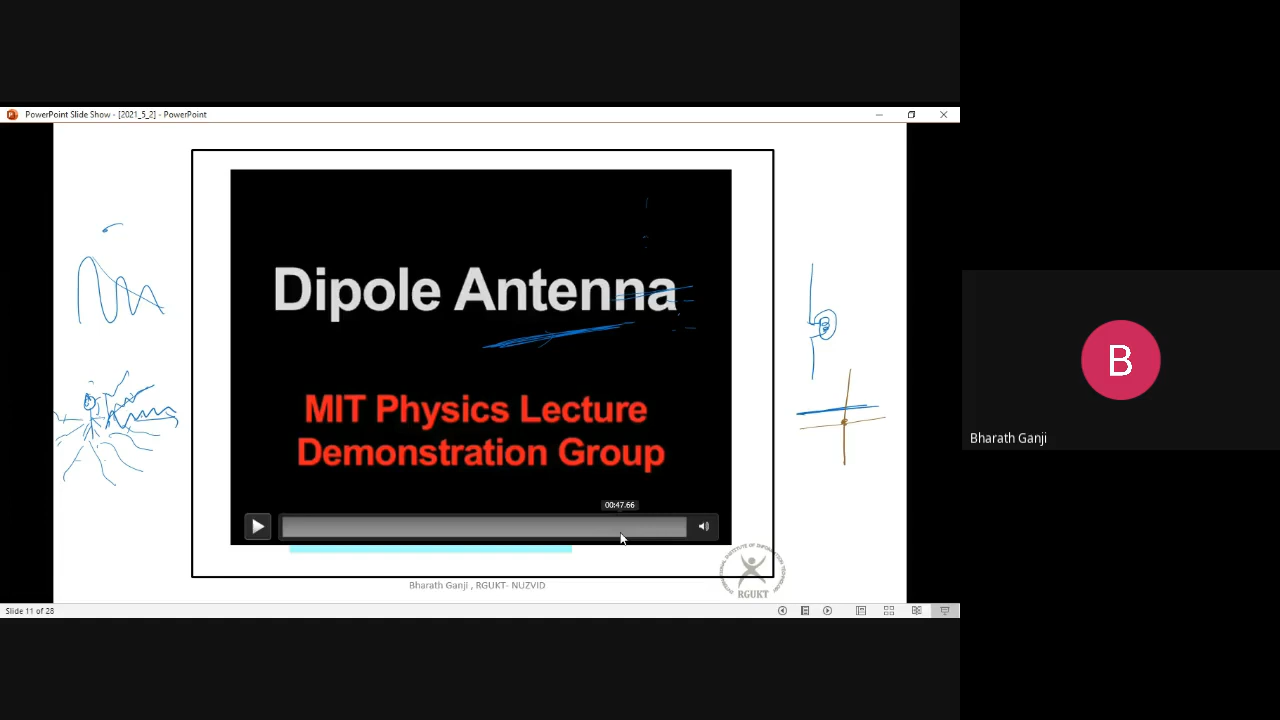 PowerPoint Slide Show - [2021_5_2] - PowerPoint
Dipole Antenna
MIT Physics Lecture
Demonstration Group
00:47.66
Bharath Ganji , RGUKT- NUZVID
RGUKT
Slide 11 of 28
B
Bharath Ganji